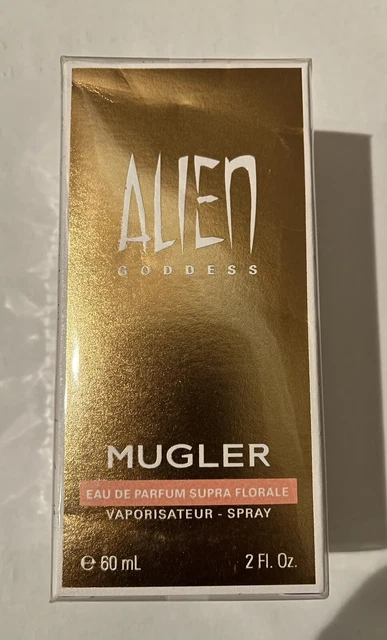 ALIEN
GODDESS
MUGLER
EAU DE PARFUM SUPRA FLORALE
VAPORISATEUR - SPRAY
℮ 60 mL 2 Fl. Oz.